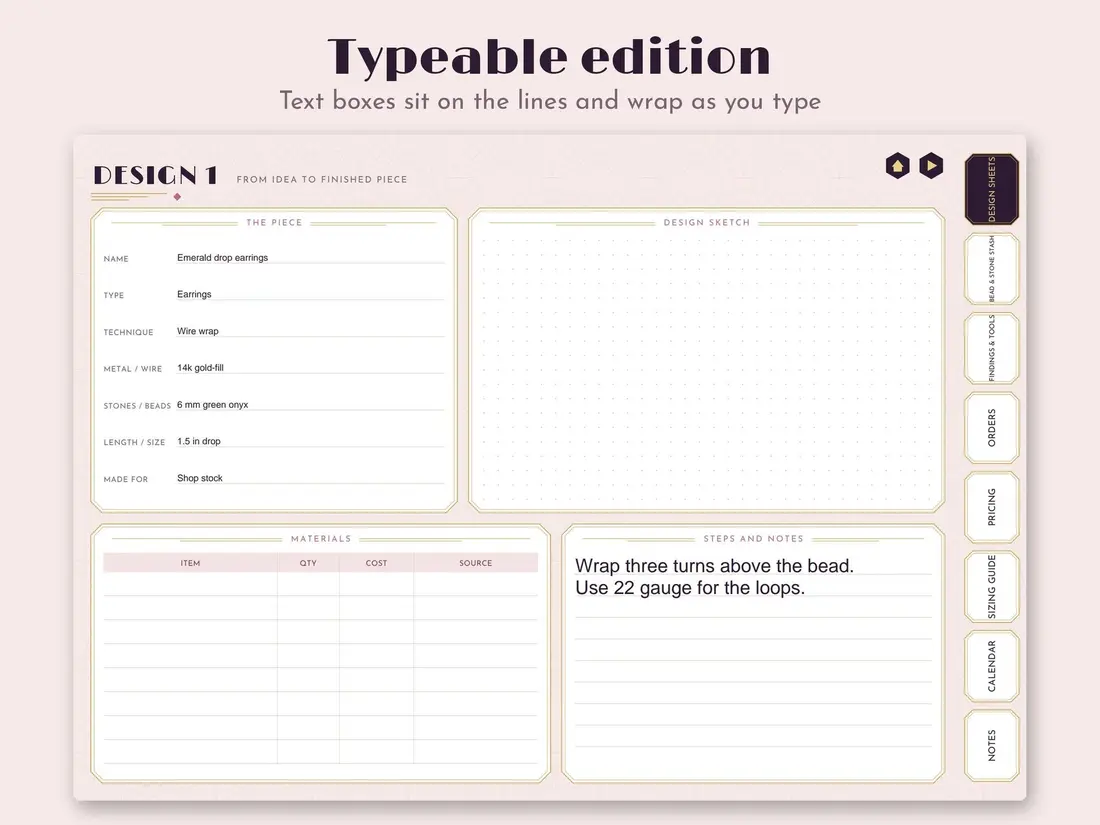 Typeable edition
Text boxes sit on the lines and wrap as you type
DESIGN 1 FROM IDEA TO FINISHED PIECE
THE PIECE
NAME Emerald drop earrings
TYPE Earrings
TECHNIQUE Wire wrap
METAL / WIRE 14k gold-fill
STONES / BEADS 6 mm green onyx
LENGTH / SIZE 1.5 in drop
MADE FOR Shop stock
DESIGN SKETCH
MATERIALS
ITEM QTY COST SOURCE
STEPS AND NOTES
Wrap three turns above the bead.
Use 22 gauge for the loops.
DESIGN SHEETS
BEAD & STONE STASH
FINDINGS & TOOLS
ORDERS
PRICING
SIZING GUIDE
CALENDAR
NOTES